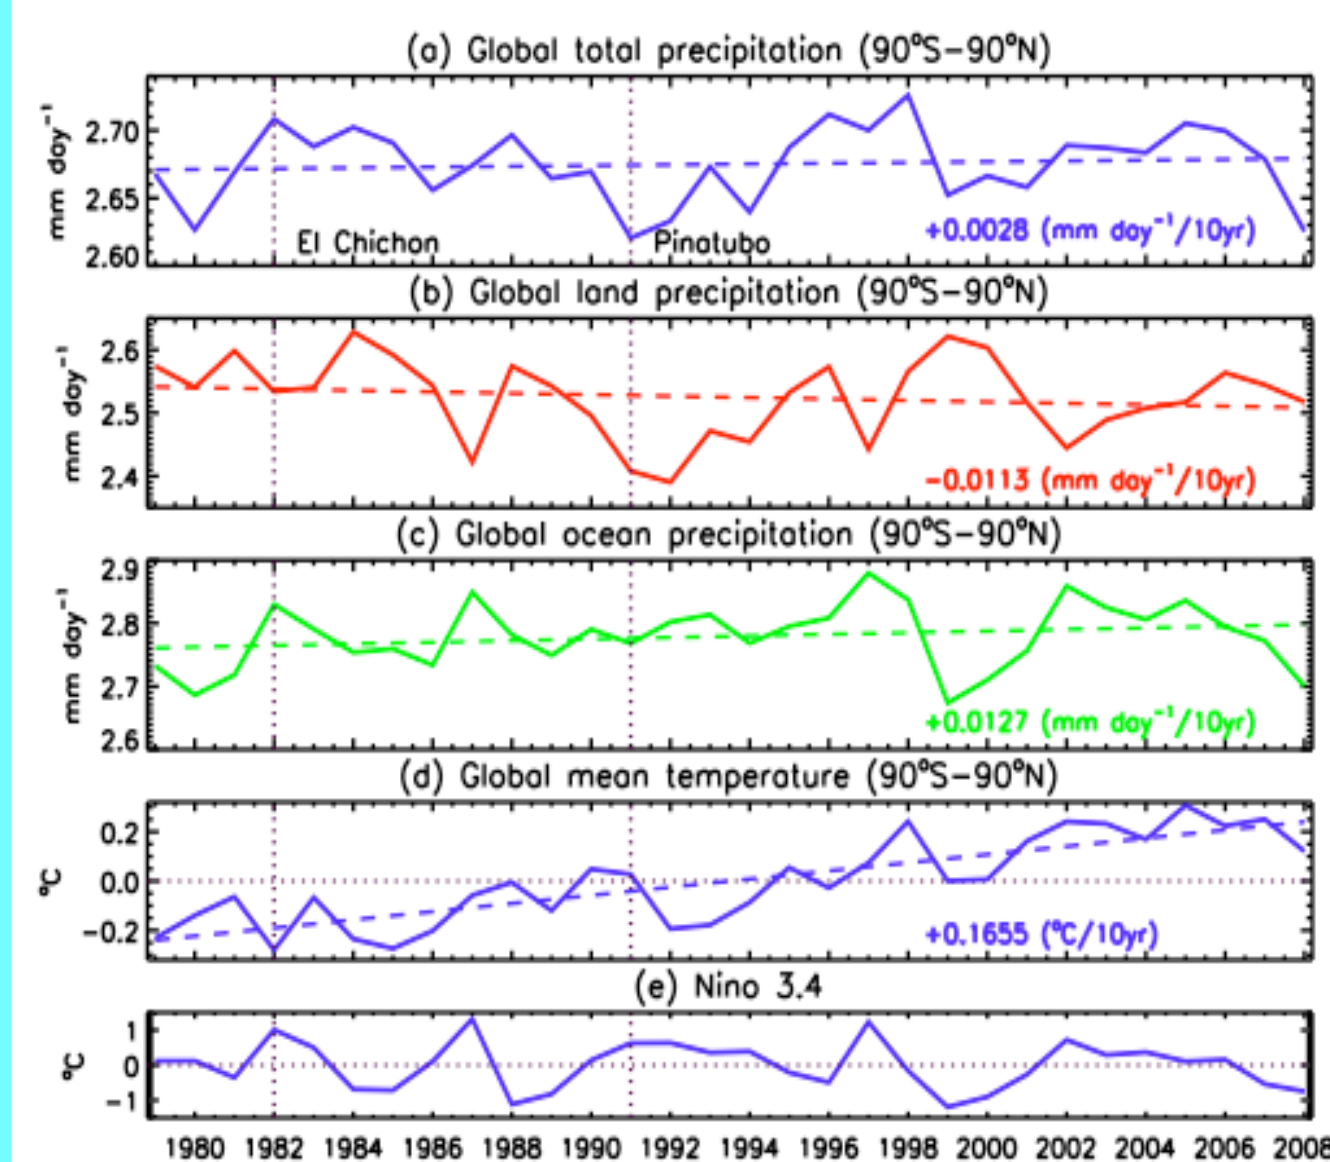 (a) Global total precipitation (90°S−90°N)
mm day⁻¹
2.70
2.65
2.60
El Chichon
Pinatubo
+0.0028 (mm day⁻¹/10yr)
(b) Global land precipitation (90°S−90°N)
mm day⁻¹
2.6
2.5
2.4
−0.0113 (mm day⁻¹/10yr)
(c) Global ocean precipitation (90°S−90°N)
mm day⁻¹
2.9
2.8
2.7
2.6
+0.0127 (mm day⁻¹/10yr)
(d) Global mean temperature (90°S−90°N)
°C
0.2
0.0
−0.2
+0.1655 (°C/10yr)
(e) Nino 3.4
°C
1
0
−1
1980 1982 1984 1986 1988 1990 1992 1994 1996 1998 2000 2002 2004 2006 2008